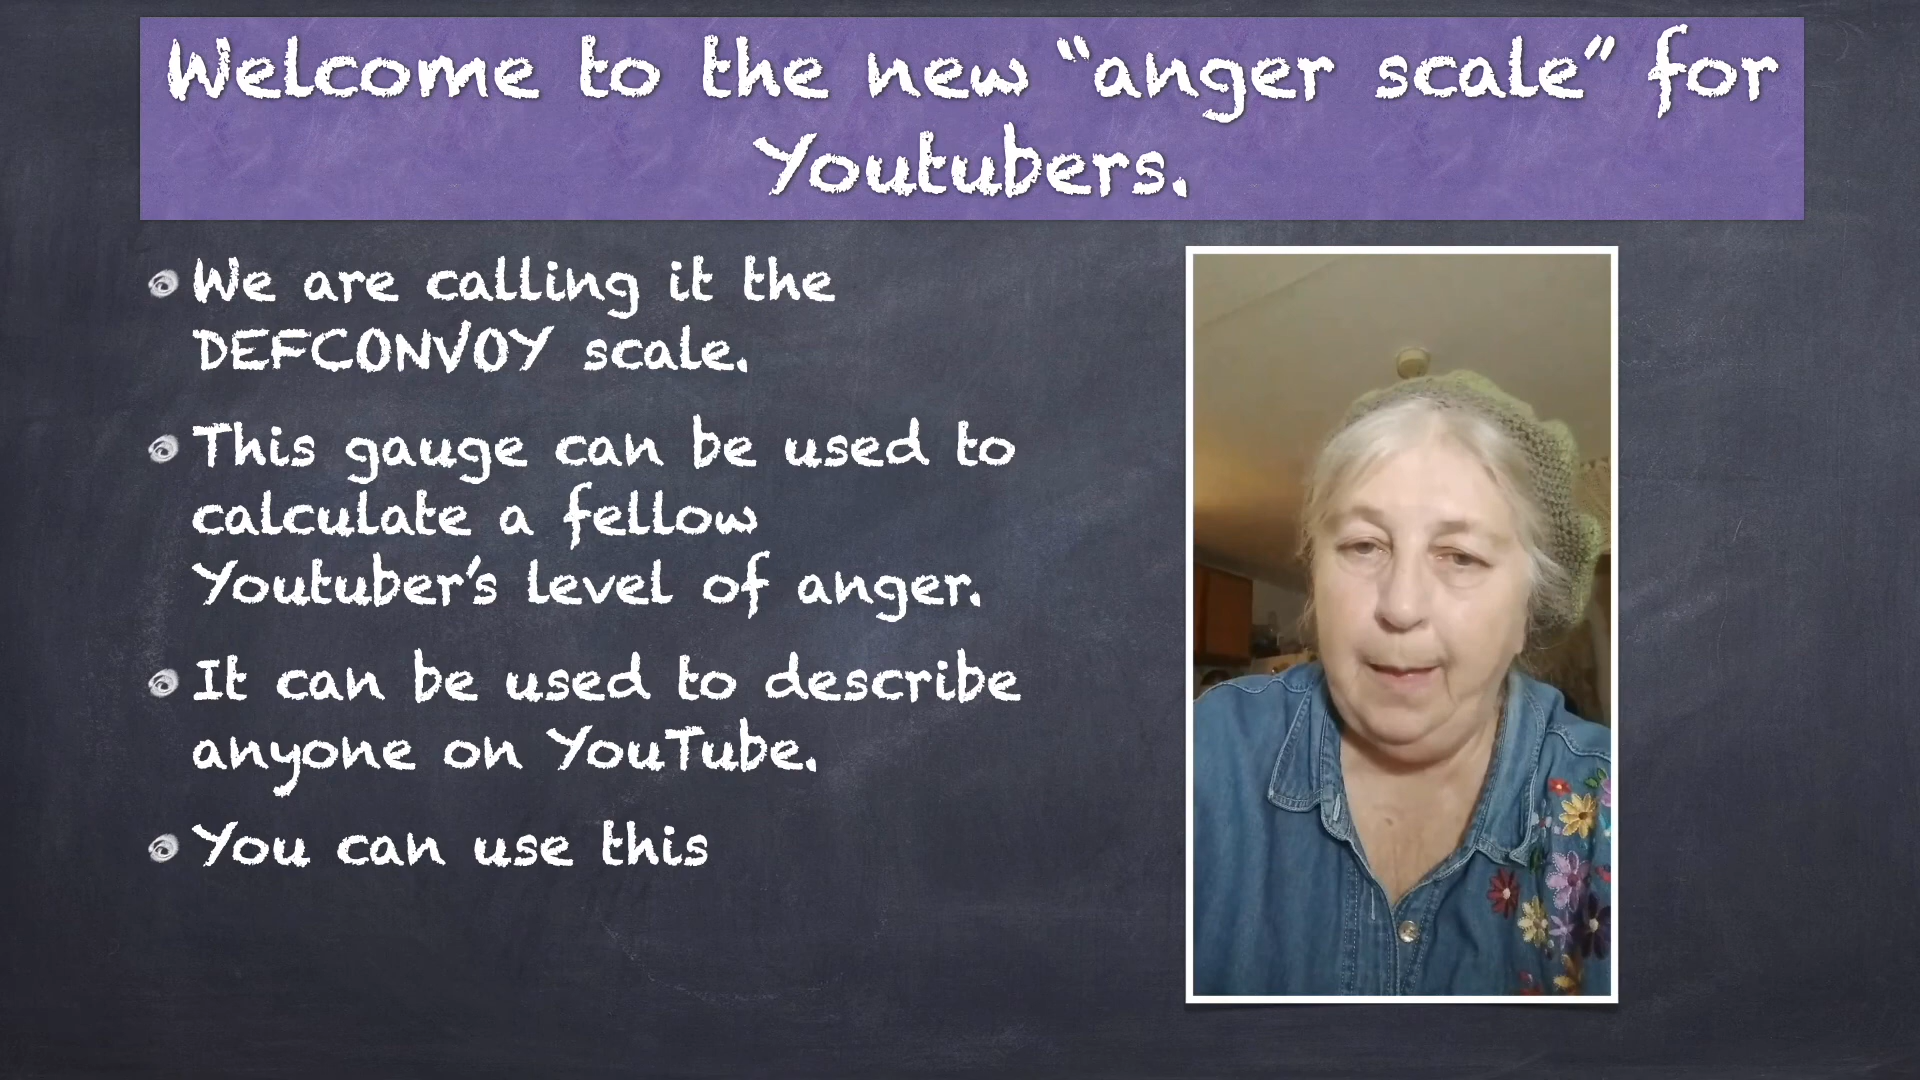 Welcome to the new “anger scale” for
Youtubers.
We are calling it the
DEFCONVOY scale.
This gauge can be used to
calculate a fellow
Youtuber’s level of anger.
It can be used to describe
anyone on YouTube.
You can use this